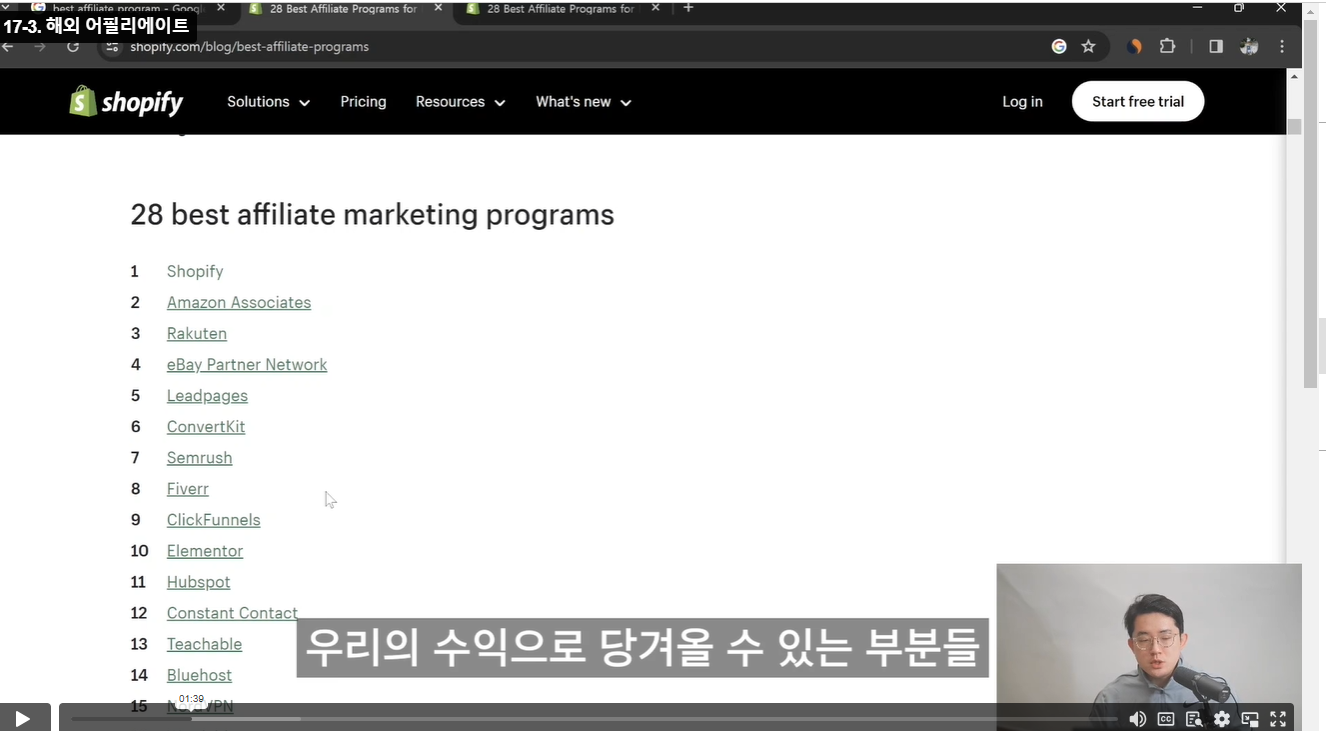 best affiliate program - Googl
28 Best Affiliate Programs for
28 Best Affiliate Programs for
17-3. 해외 어필리에이트
shopify.com/blog/best-affiliate-programs
shopify
Solutions
Pricing
Resources
What's new
Log in
Start free trial
28 best affiliate marketing programs
1 Shopify
2 Amazon Associates
3 Rakuten
4 eBay Partner Network
5 Leadpages
6 ConvertKit
7 Semrush
8 Fiverr
9 ClickFunnels
10 Elementor
11 Hubspot
12 Constant Contact
우리의 수익으로 당겨올 수 있는 부분들
13 Teachable
14 Bluehost
01:39
15 NordVPN
CC